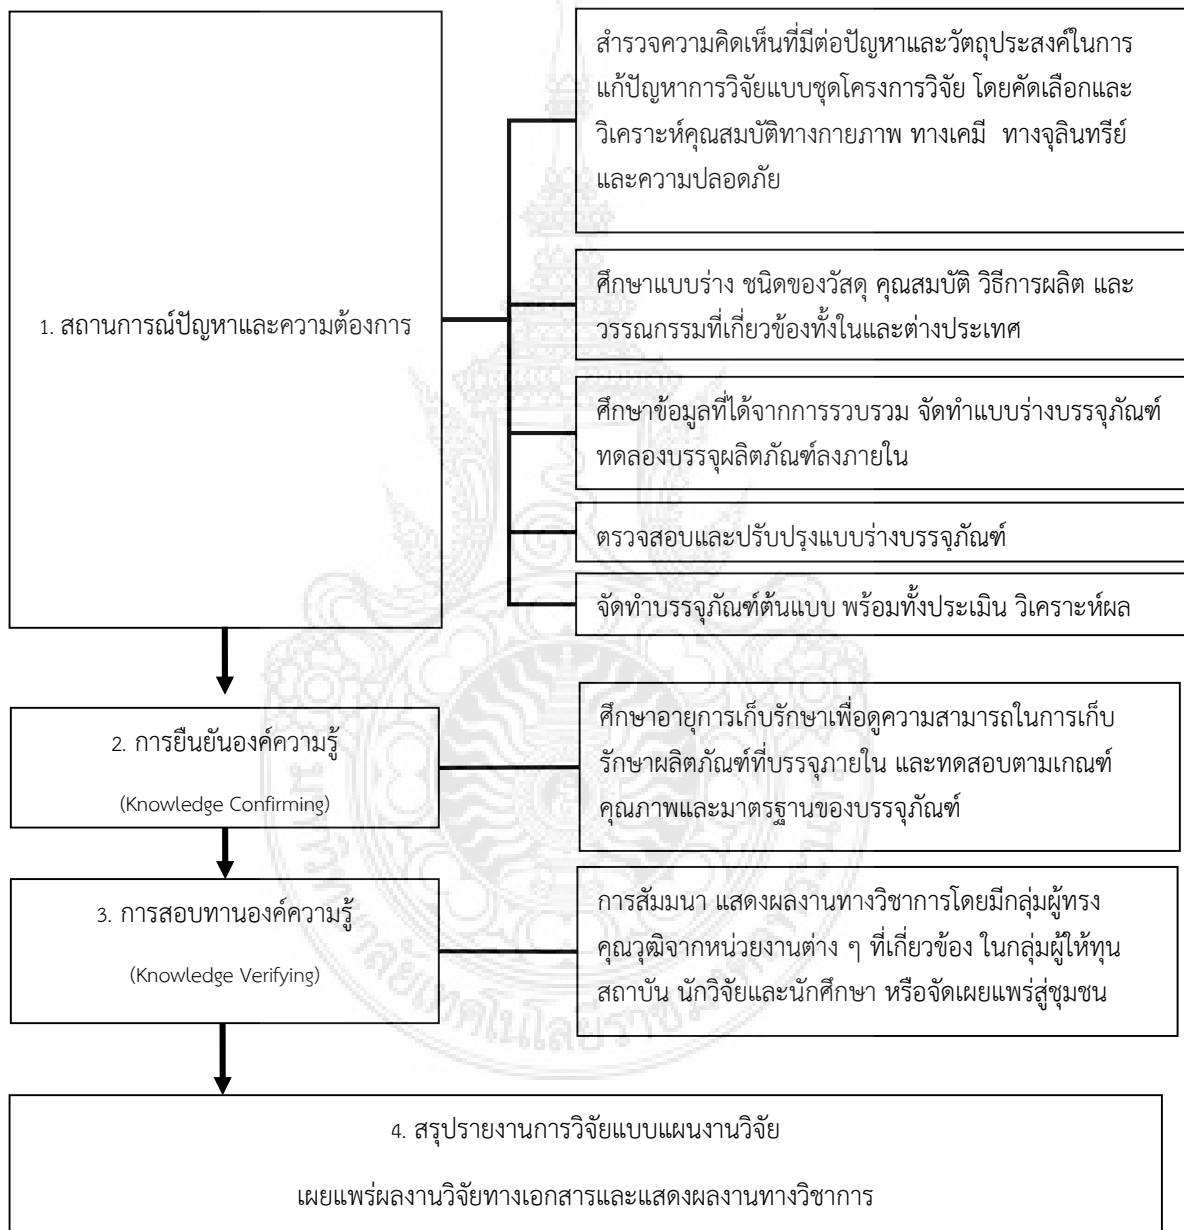 1. สถานการณ์ปัญหาและความต้องการ
สำรวจความคิดเห็นที่มีต่อปัญหาและวัตถุประสงค์ในการ
แก้ปัญหาการวิจัยแบบชุดโครงการวิจัย โดยคัดเลือกและ
วิเคราะห์คุณสมบัติทางกายภาพ ทางเคมี ทางจุลินทรีย์
และความปลอดภัย
ศึกษาแบบร่าง ชนิดของวัสดุ คุณสมบัติ วิธีการผลิต และ
วรรณกรรมที่เกี่ยวข้องทั้งในและต่างประเทศ
ศึกษาข้อมูลที่ได้จากการรวบรวม จัดทำแบบร่างบรรจุภัณฑ์
ทดลองบรรจุผลิตภัณฑ์ลงภายใน
ตรวจสอบและปรับปรุงแบบร่างบรรจุภัณฑ์
จัดทำบรรจุภัณฑ์ต้นแบบ พร้อมทั้งประเมิน วิเคราะห์ผล
2. การยืนยันองค์ความรู้
(Knowledge Confirming)
ศึกษาอายุการเก็บรักษาเพื่อดูความสามารถในการเก็บ
รักษาผลิตภัณฑ์ที่บรรจุภายใน และทดสอบตามเกณฑ์
คุณภาพและมาตรฐานของบรรจุภัณฑ์
3. การสอบทานองค์ความรู้
(Knowledge Verifying)
การสัมมนา แสดงผลงานทางวิชาการโดยมีกลุ่มผู้ทรง
คุณวุฒิจากหน่วยงานต่าง ๆ ที่เกี่ยวข้อง ในกลุ่มผู้ให้ทุน
สถาบัน นักวิจัยและนักศึกษา หรือจัดเผยแพร่สู่ชุมชน
4. สรุปรายงานการวิจัยแบบแผนงานวิจัย
เผยแพร่ผลงานวิจัยทางเอกสารและแสดงผลงานทางวิชาการ